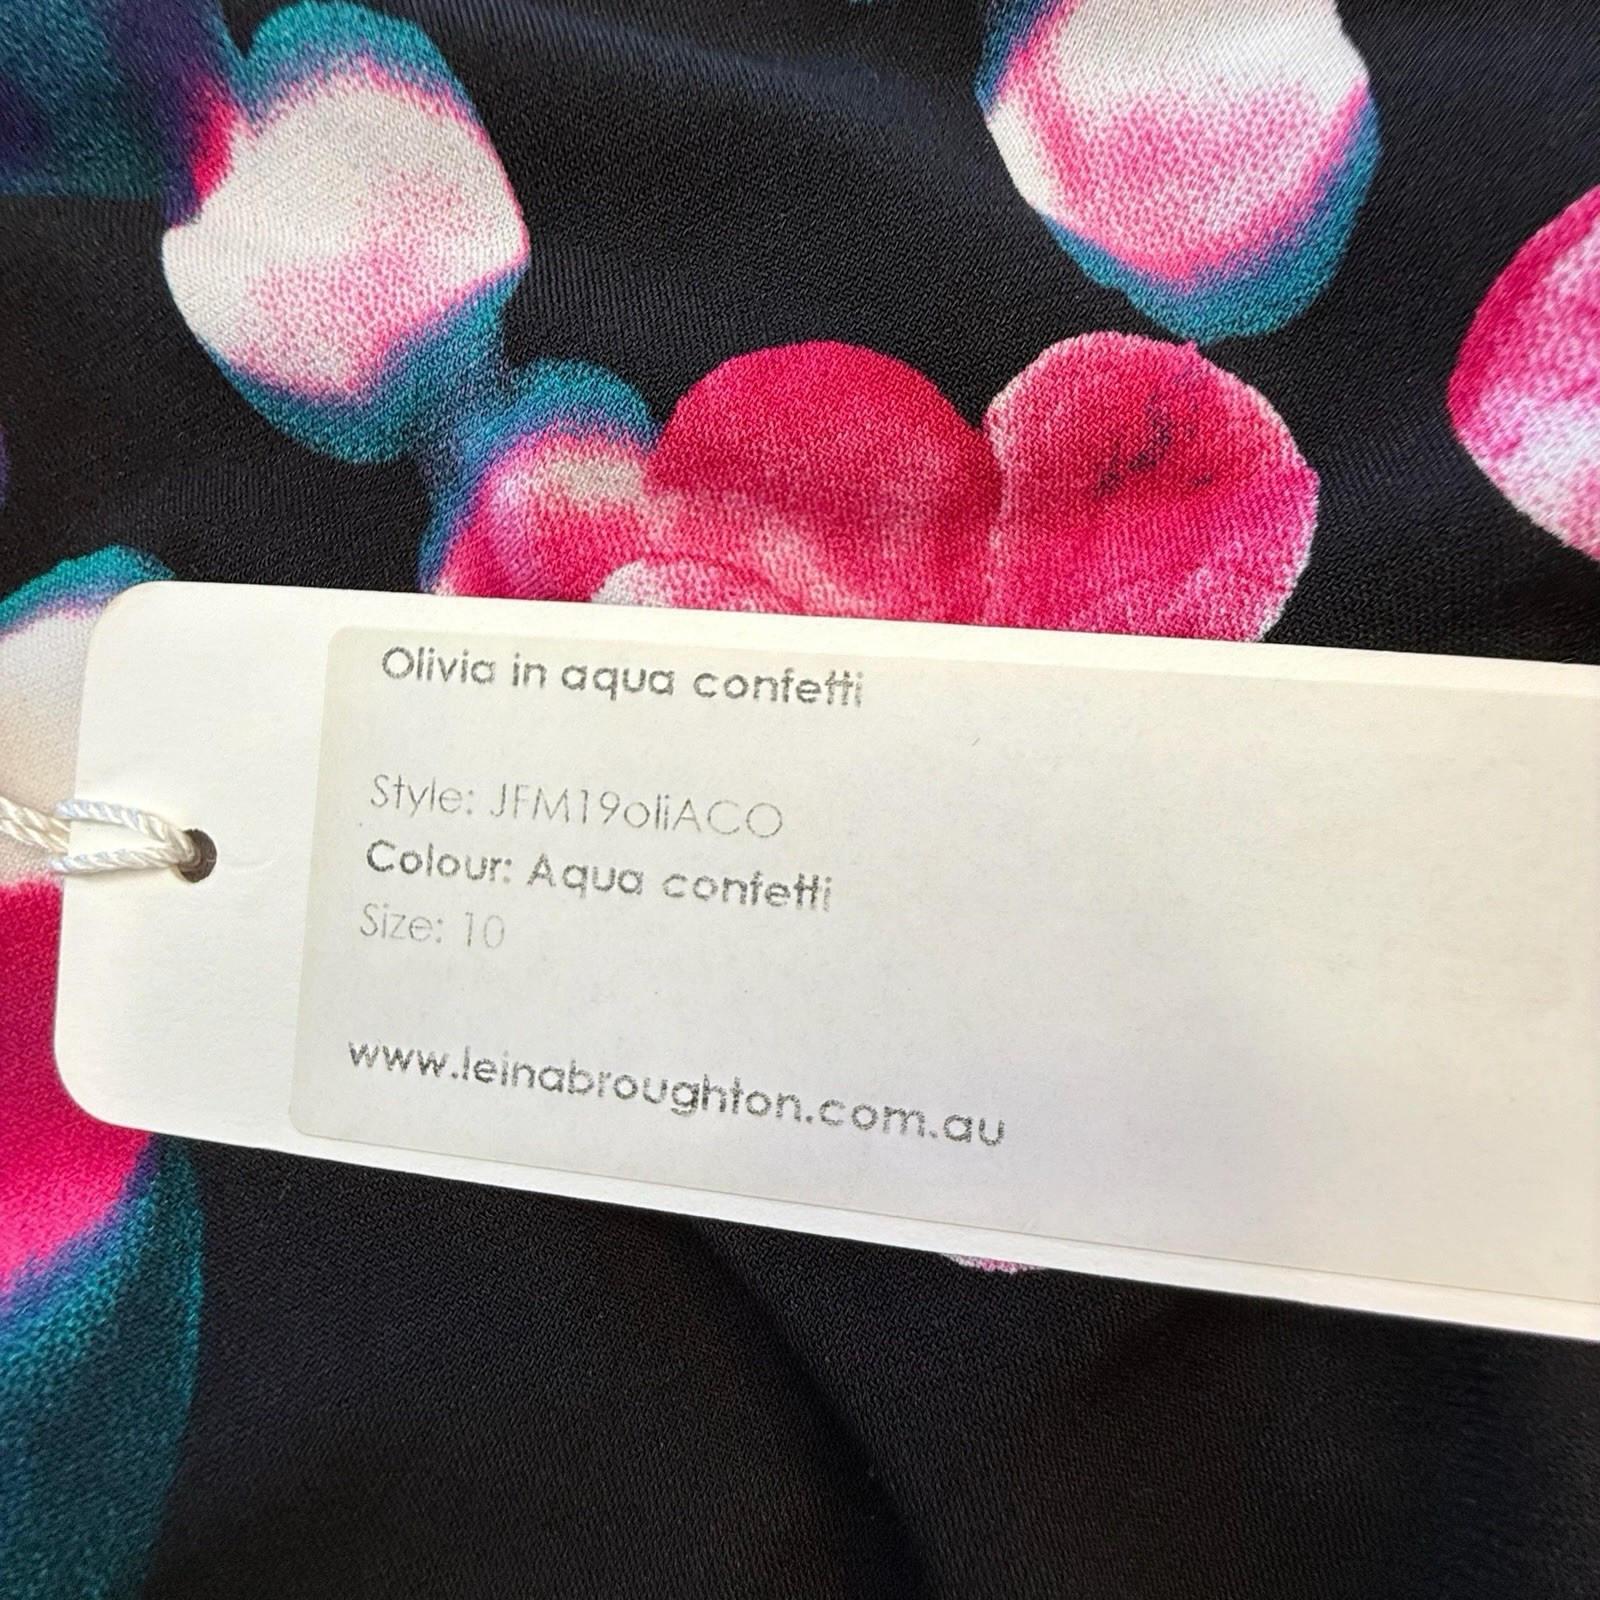 Olivia in aqua confetti
Style: JFM19oliACO
Colour: Aqua confetti
Size: 10
www.leinabroughton.com.au